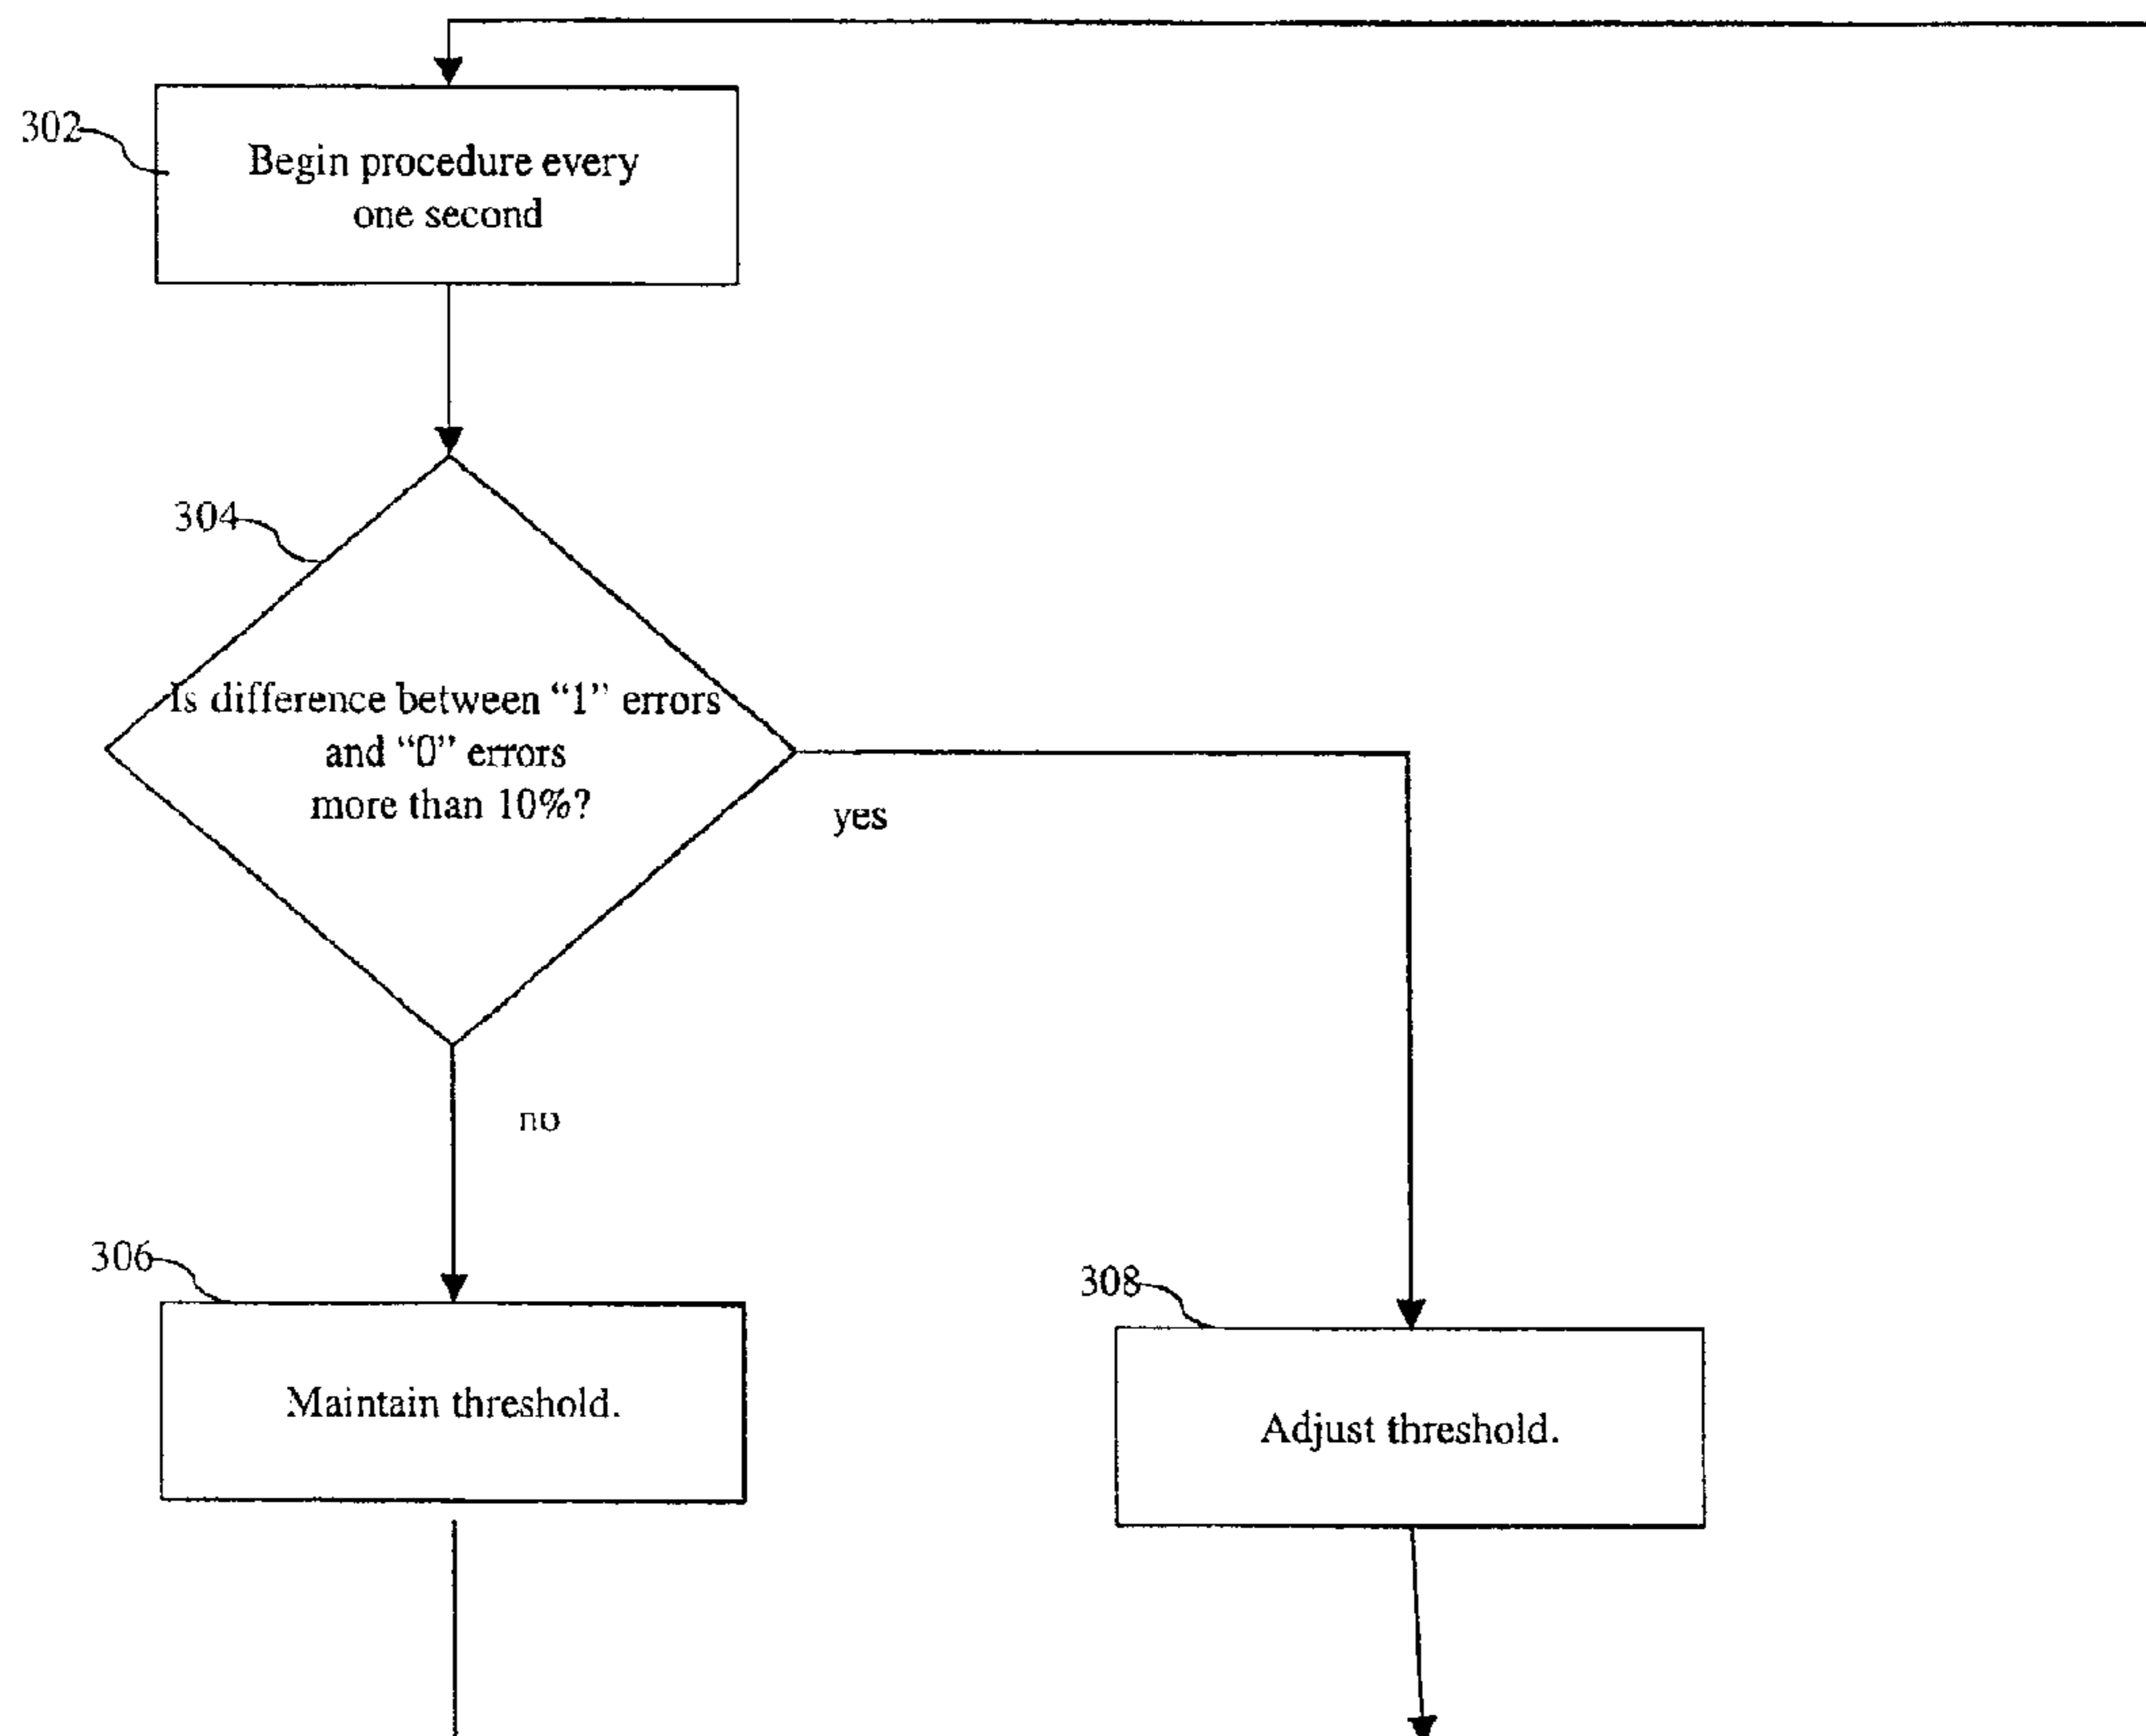 302
Begin procedure every
one second
304
Is difference between “1” errors
and “0” errors
more than 10%?
yes
no
306
Maintain threshold.
308
Adjust threshold.